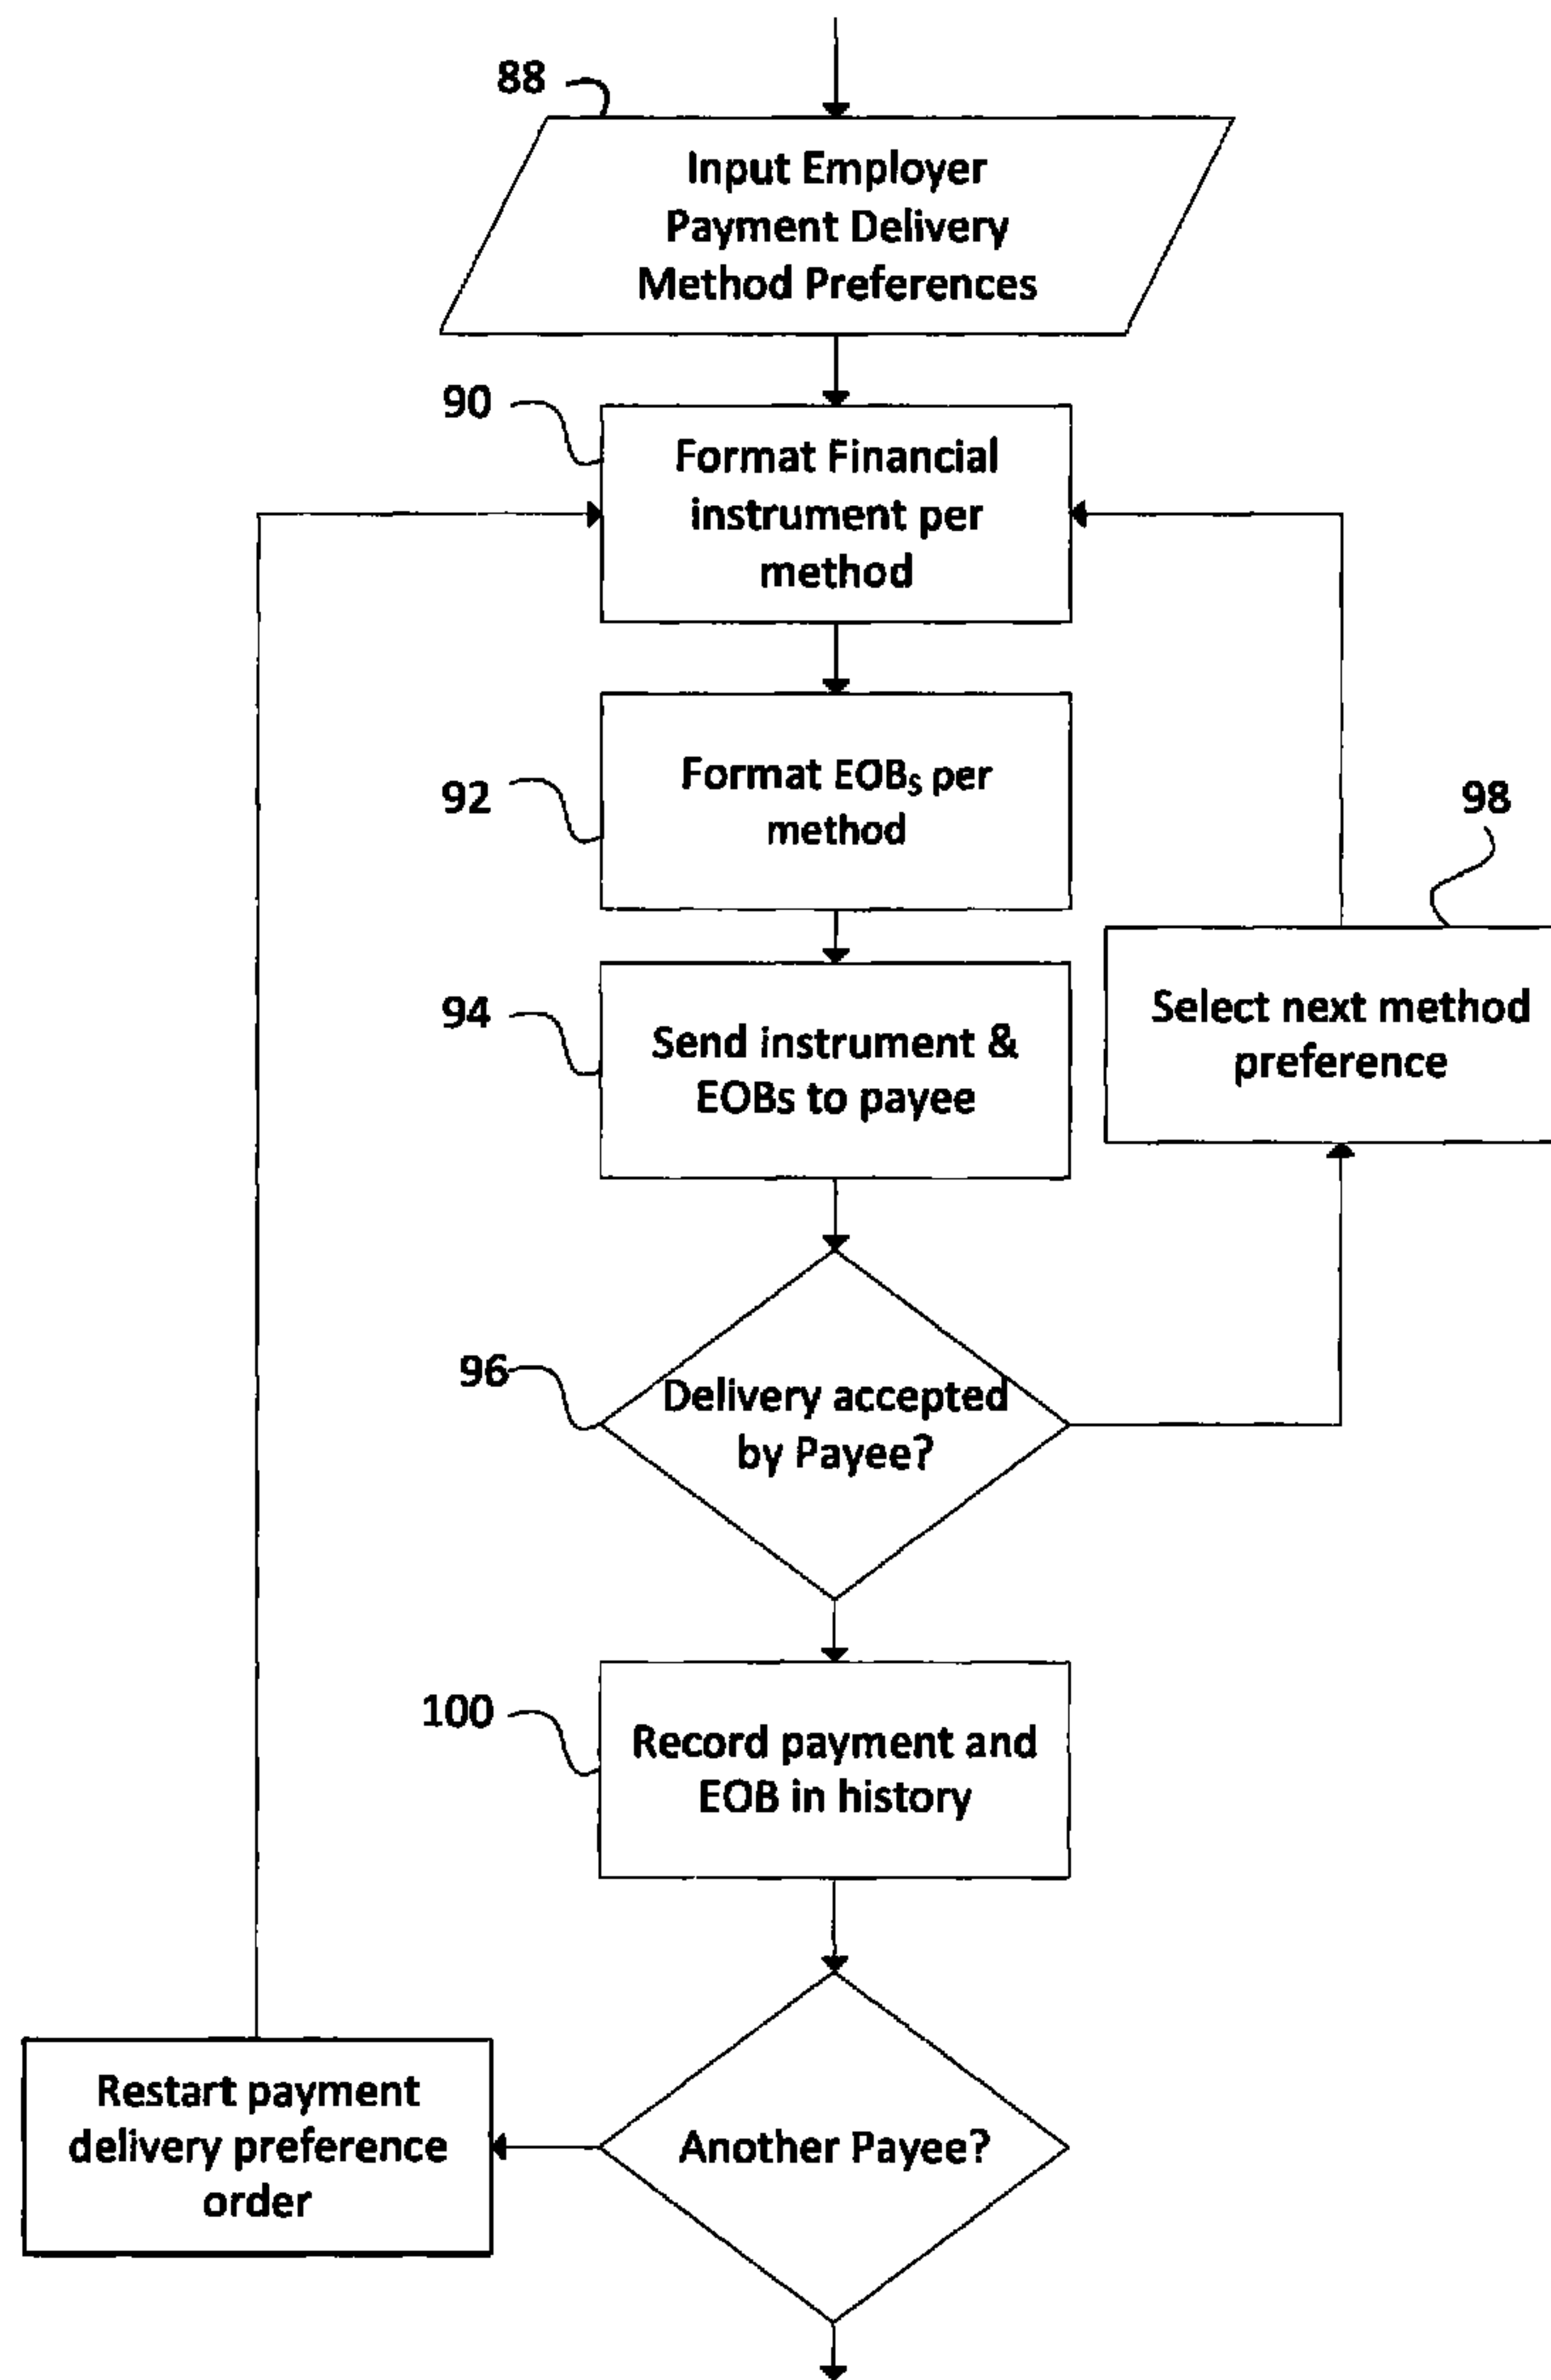 88
Input Employer
Payment Delivery
Method Preferences
90
Format Financial
instrument per
method
92
Format EOBs per
method
98
94
Send instrument &
EOBs to payee
Select next method
preference
96
Delivery accepted
by Payee?
100
Record payment and
EOB in history
Restart payment
delivery preference
order
Another Payee?